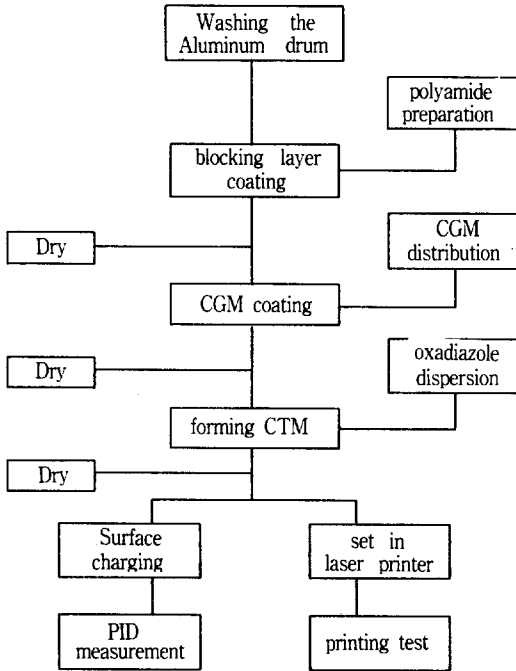 Washing the
Aluminum drum
polyamide
preparation
blocking layer
coating
Dry
CGM
distribution
CGM coating
oxadiazole
dispersion
Dry
forming CTM
Dry
Surface
charging
set in
laser printer
PID
measurement
printing test